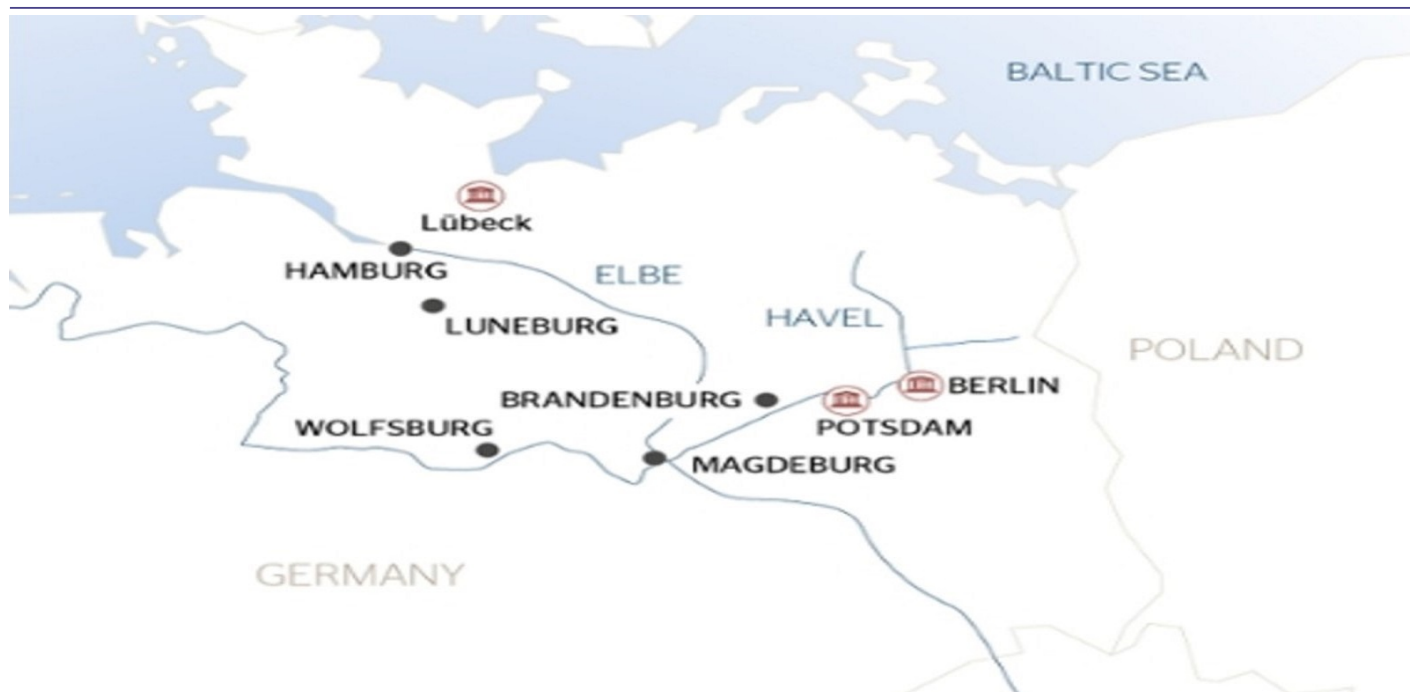 BALTIC SEA
Lübeck
HAMBURG
ELBE
LUNEBURG
HAVEL
POLAND
BERLIN
BRANDENBURG
POTSDAM
WOLFSBURG
MAGDEBURG
GERMANY